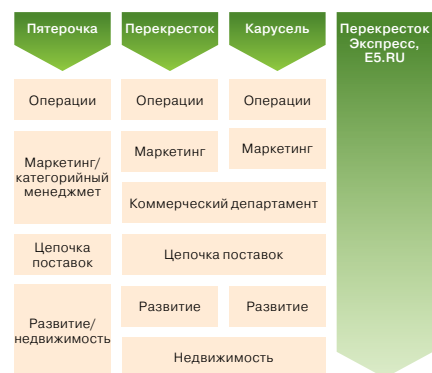 Пятерочка
Перекресток
Карусель
Перекресток
Экспресс,
E5.RU
Операции
Операции
Операции
Маркетинг/
категорийный
менеджмет
Маркетинг
Маркетинг
Коммерческий департамент
Цепочка
поставок
Цепочка поставок
Развитие/
недвижимость
Развитие
Развитие
Недвижимость